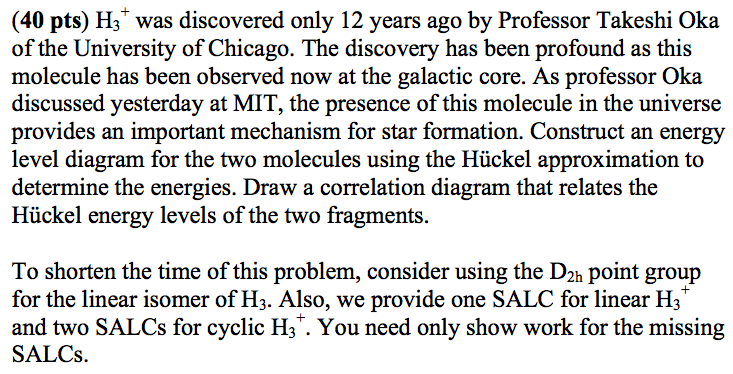 (40 pts) H₃⁺ was discovered only 12 years ago by Professor Takeshi Oka
of the University of Chicago. The discovery has been profound as this
molecule has been observed now at the galactic core. As professor Oka
discussed yesterday at MIT, the presence of this molecule in the universe
provides an important mechanism for star formation. Construct an energy
level diagram for the two molecules using the Hückel approximation to
determine the energies. Draw a correlation diagram that relates the
Hückel energy levels of the two fragments.
To shorten the time of this problem, consider using the D₂ₕ point group
for the linear isomer of H₃. Also, we provide one SALC for linear H₃⁺
and two SALCs for cyclic H₃⁺. You need only show work for the missing
SALCs.